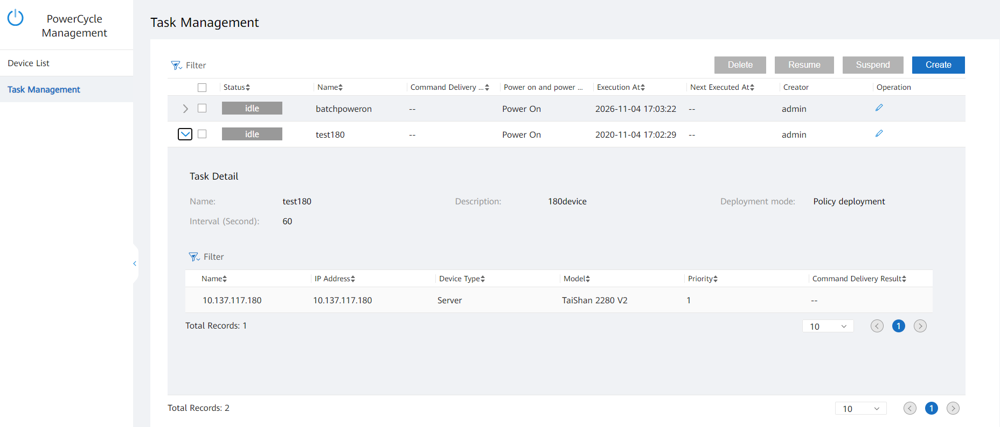 PowerCycle
Management
Device List
Task Management
Task Management
Filter
Delete Resume Suspend Create
Status Name Command Delivery ... Power on and power ... Execution At Next Executed At Creator Operation
idle batchpoweron -- Power On 2026-11-04 17:03:22 -- admin
idle test180 -- Power On 2020-11-04 17:02:29 -- admin
Task Detail
Name: test180 Description: 180device Deployment mode: Policy deployment
Interval (Second): 60
Filter
Name IP Address Device Type Model Priority Command Delivery Result
10.137.117.180 10.137.117.180 Server TaiShan 2280 V2 1 --
Total Records: 1 10 1
Total Records: 2 10 1